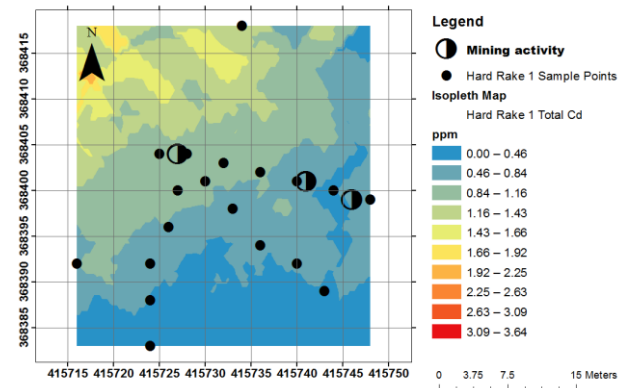 N
368415
368410
368405
368400
368395
368390
368385
415715 415720 415725 415730 415735 415740 415745 415750
Legend
Mining activity
Hard Rake 1 Sample Points
Isopleth Map
Hard Rake 1 Total Cd
ppm
0.00 – 0.46
0.46 – 0.84
0.84 – 1.16
1.16 – 1.43
1.43 – 1.66
1.66 – 1.92
1.92 – 2.25
2.25 – 2.63
2.63 – 3.09
3.09 – 3.64
0 3.75 7.5 15 Meters